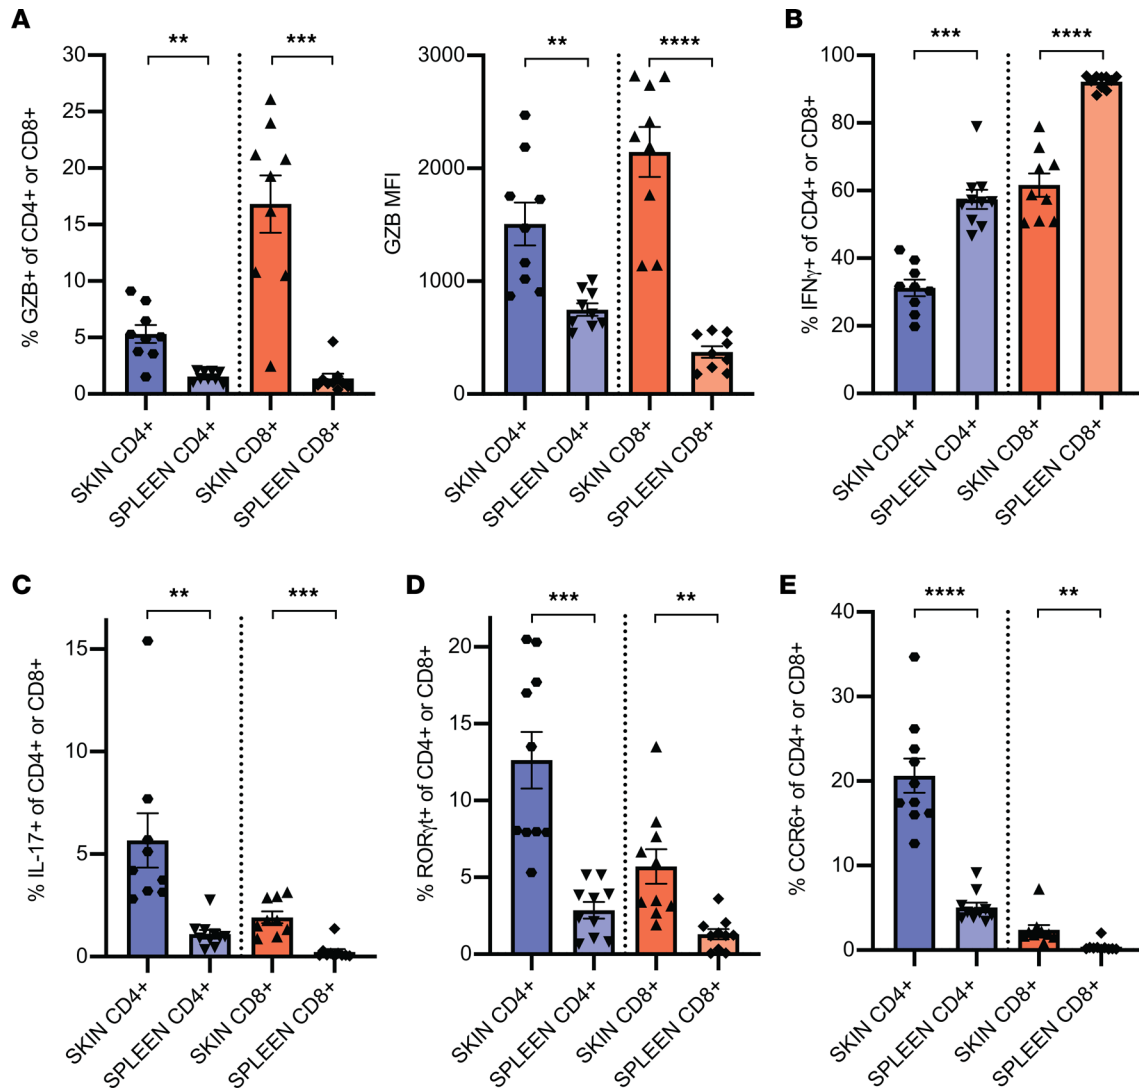 A
% GZB+ of CD4+ or CD8+
30
25
20
15
10
5
0
**
***
SKIN CD4+
SPLEEN CD4+
SKIN CD8+
SPLEEN CD8+
GZB MFI
3000
2000
1000
0
**
****
SKIN CD4+
SPLEEN CD4+
SKIN CD8+
SPLEEN CD8+
B
% IFNγ+ of CD4+ or CD8+
100
80
60
40
20
0
***
****
SKIN CD4+
SPLEEN CD4+
SKIN CD8+
SPLEEN CD8+
C
% IL-17+ of CD4+ or CD8+
15
10
5
0
**
***
SKIN CD4+
SPLEEN CD4+
SKIN CD8+
SPLEEN CD8+
D
% RORγt+ of CD4+ or CD8+
20
15
10
5
0
***
**
SKIN CD4+
SPLEEN CD4+
SKIN CD8+
SPLEEN CD8+
E
% CCR6+ of CD4+ or CD8+
40
30
20
10
0
****
**
SKIN CD4+
SPLEEN CD4+
SKIN CD8+
SPLEEN CD8+